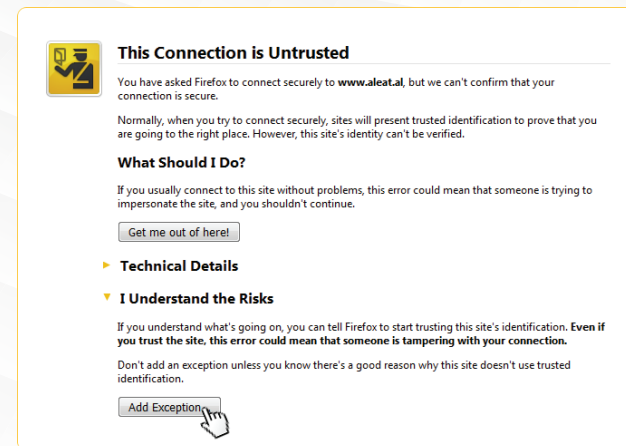 This Connection is Untrusted
You have asked Firefox to connect securely to www.aleat.al, but we can't confirm that your
connection is secure.
Normally, when you try to connect securely, sites will present trusted identification to prove that you
are going to the right place. However, this site's identity can't be verified.
What Should I Do?
If you usually connect to this site without problems, this error could mean that someone is trying to
impersonate the site, and you shouldn't continue.
Get me out of here!
Technical Details
I Understand the Risks
If you understand what's going on, you can tell Firefox to start trusting this site's identification. Even if
you trust the site, this error could mean that someone is tampering with your connection.
Don't add an exception unless you know there's a good reason why this site doesn't use trusted
identification.
Add Exception